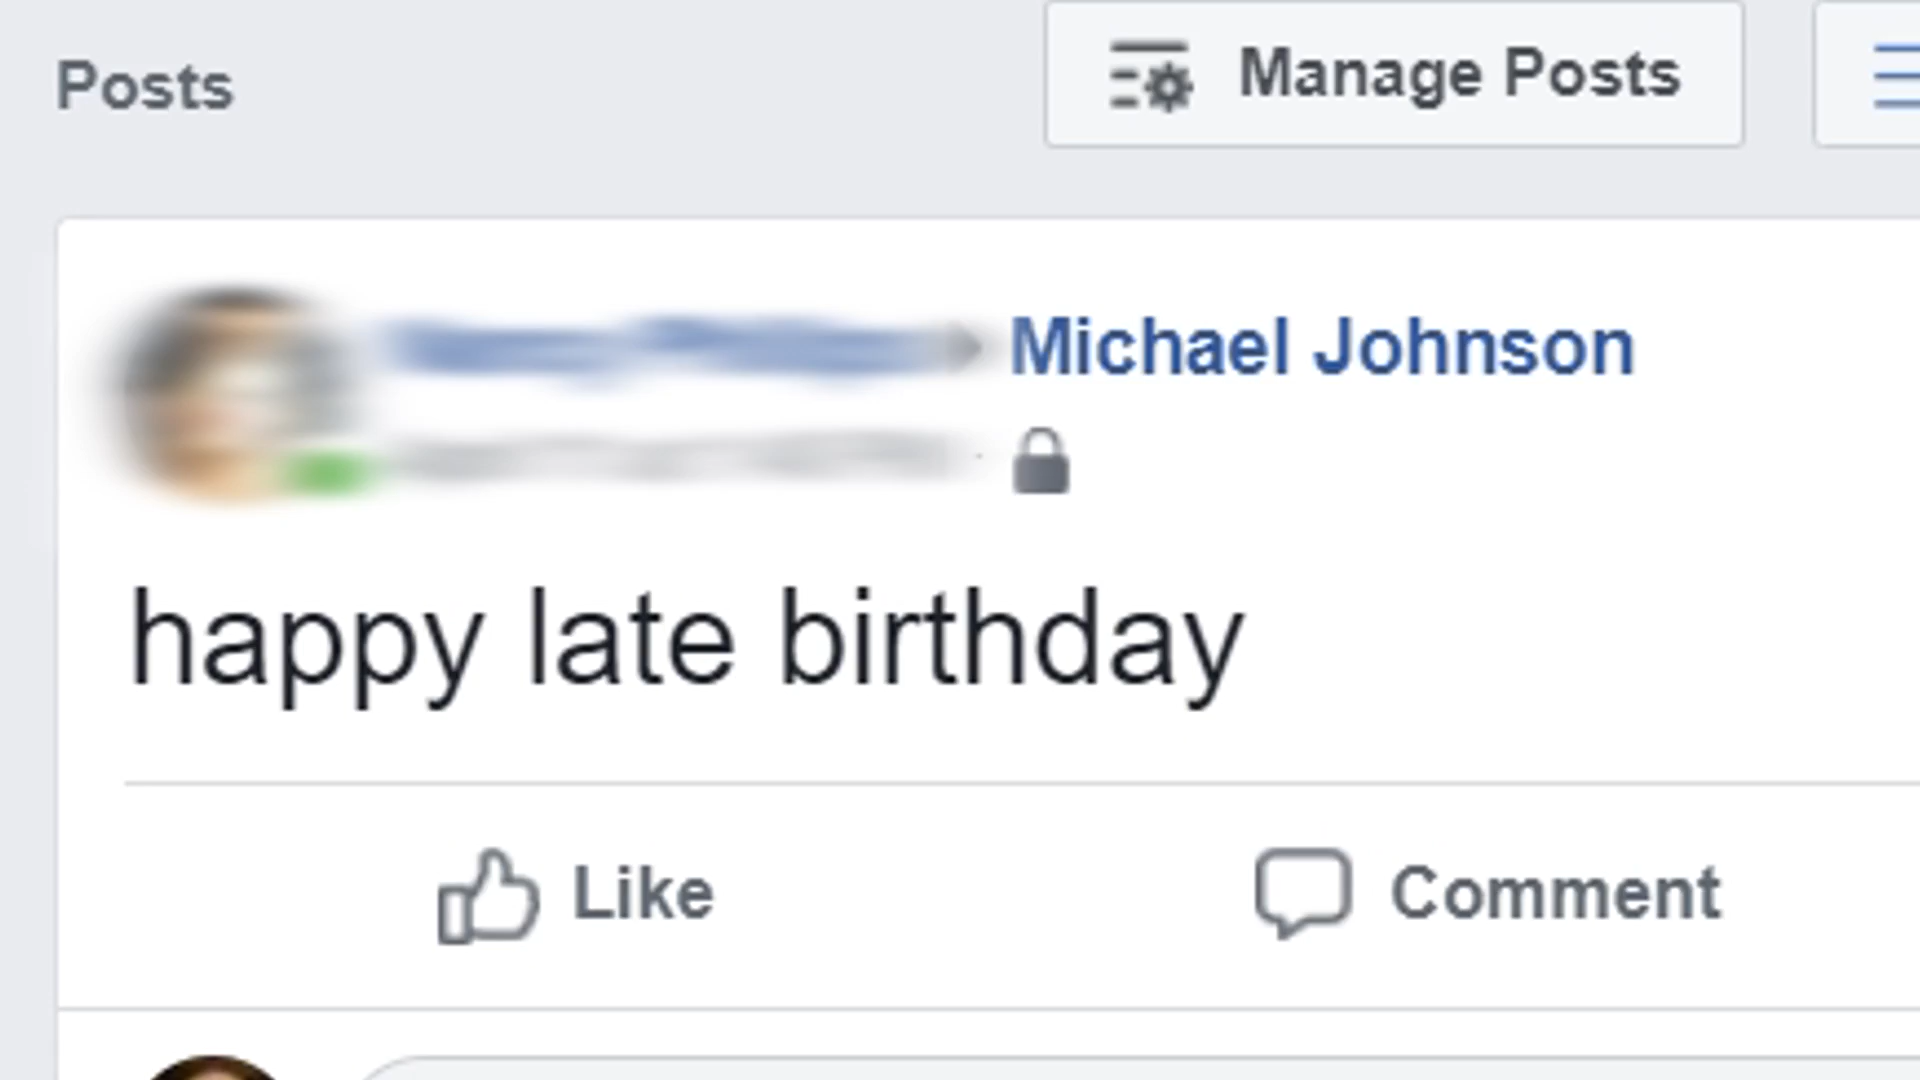 Posts
Manage Posts
Michael Johnson
happy late birthday
Like
Comment